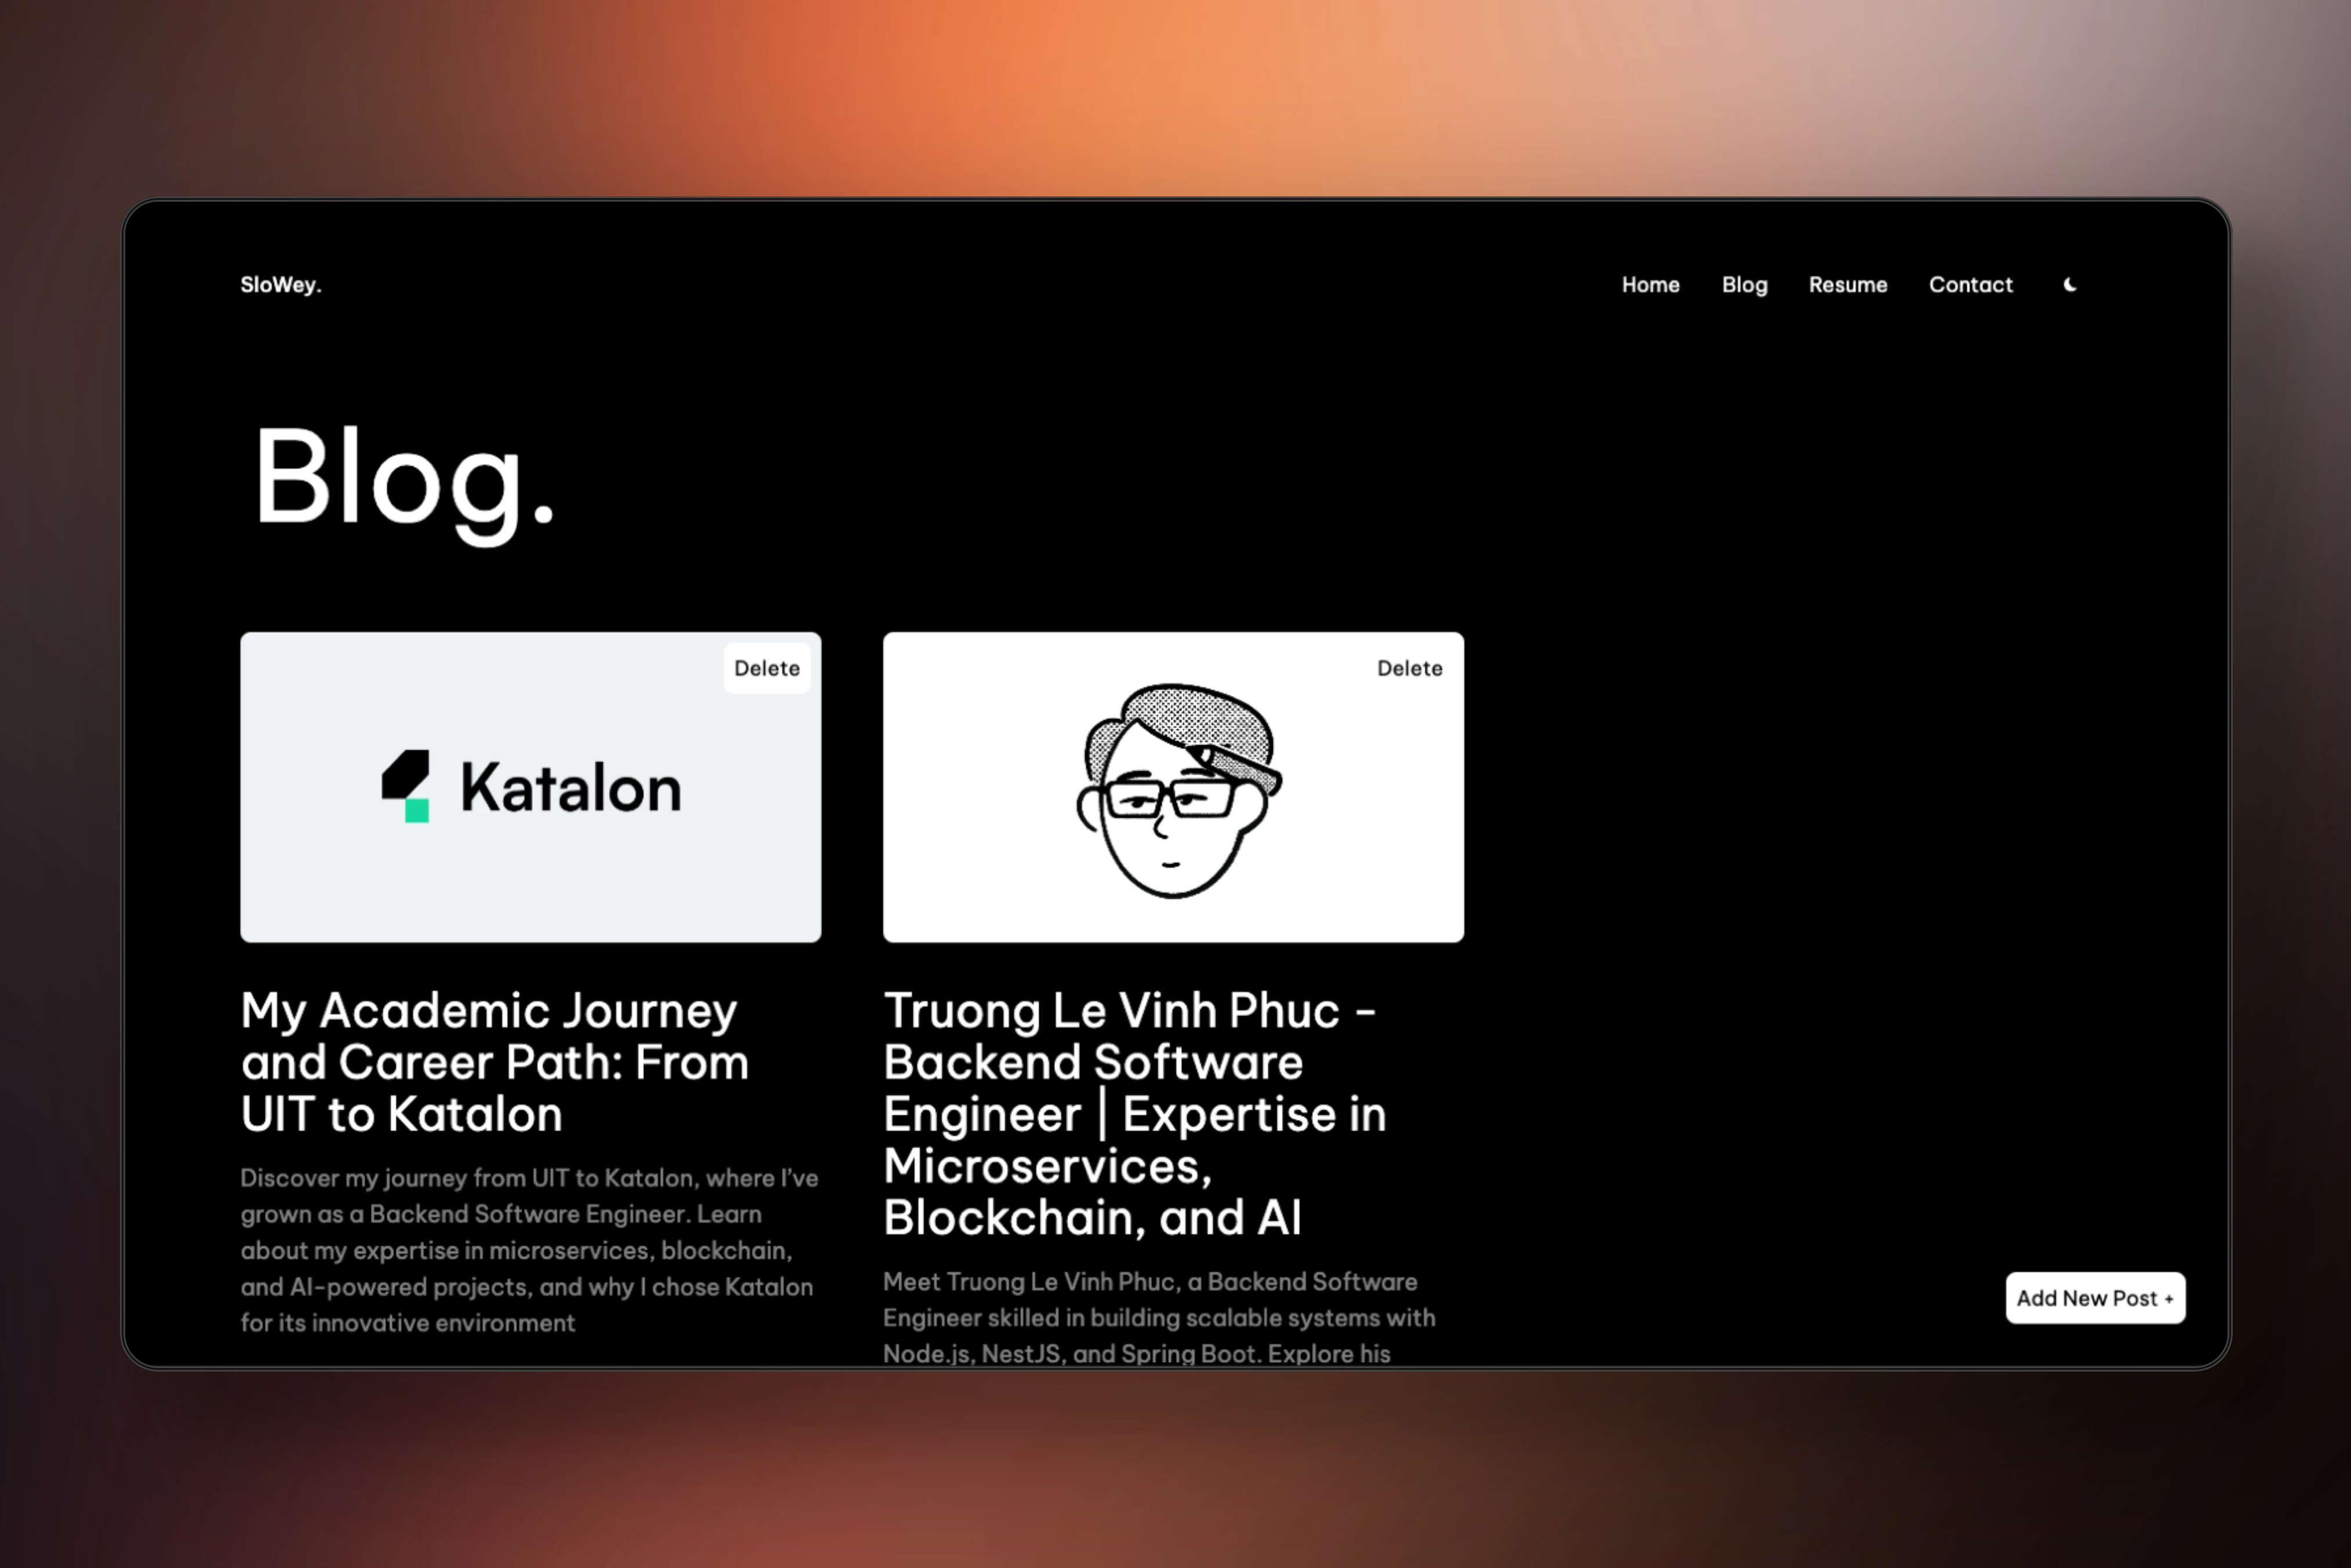 SloWey.
Home Blog Resume Contact
Blog.
Delete
Katalon
My Academic Journey
and Career Path: From
UIT to Katalon
Discover my journey from UIT to Katalon, where I've
grown as a Backend Software Engineer. Learn
about my expertise in microservices, blockchain,
and AI-powered projects, and why I chose Katalon
for its innovative environment
Delete
Truong Le Vinh Phuc -
Backend Software
Engineer | Expertise in
Microservices,
Blockchain, and AI
Meet Truong Le Vinh Phuc, a Backend Software
Engineer skilled in building scalable systems with
Node.js, NestJS, and Spring Boot. Explore his
Add New Post +